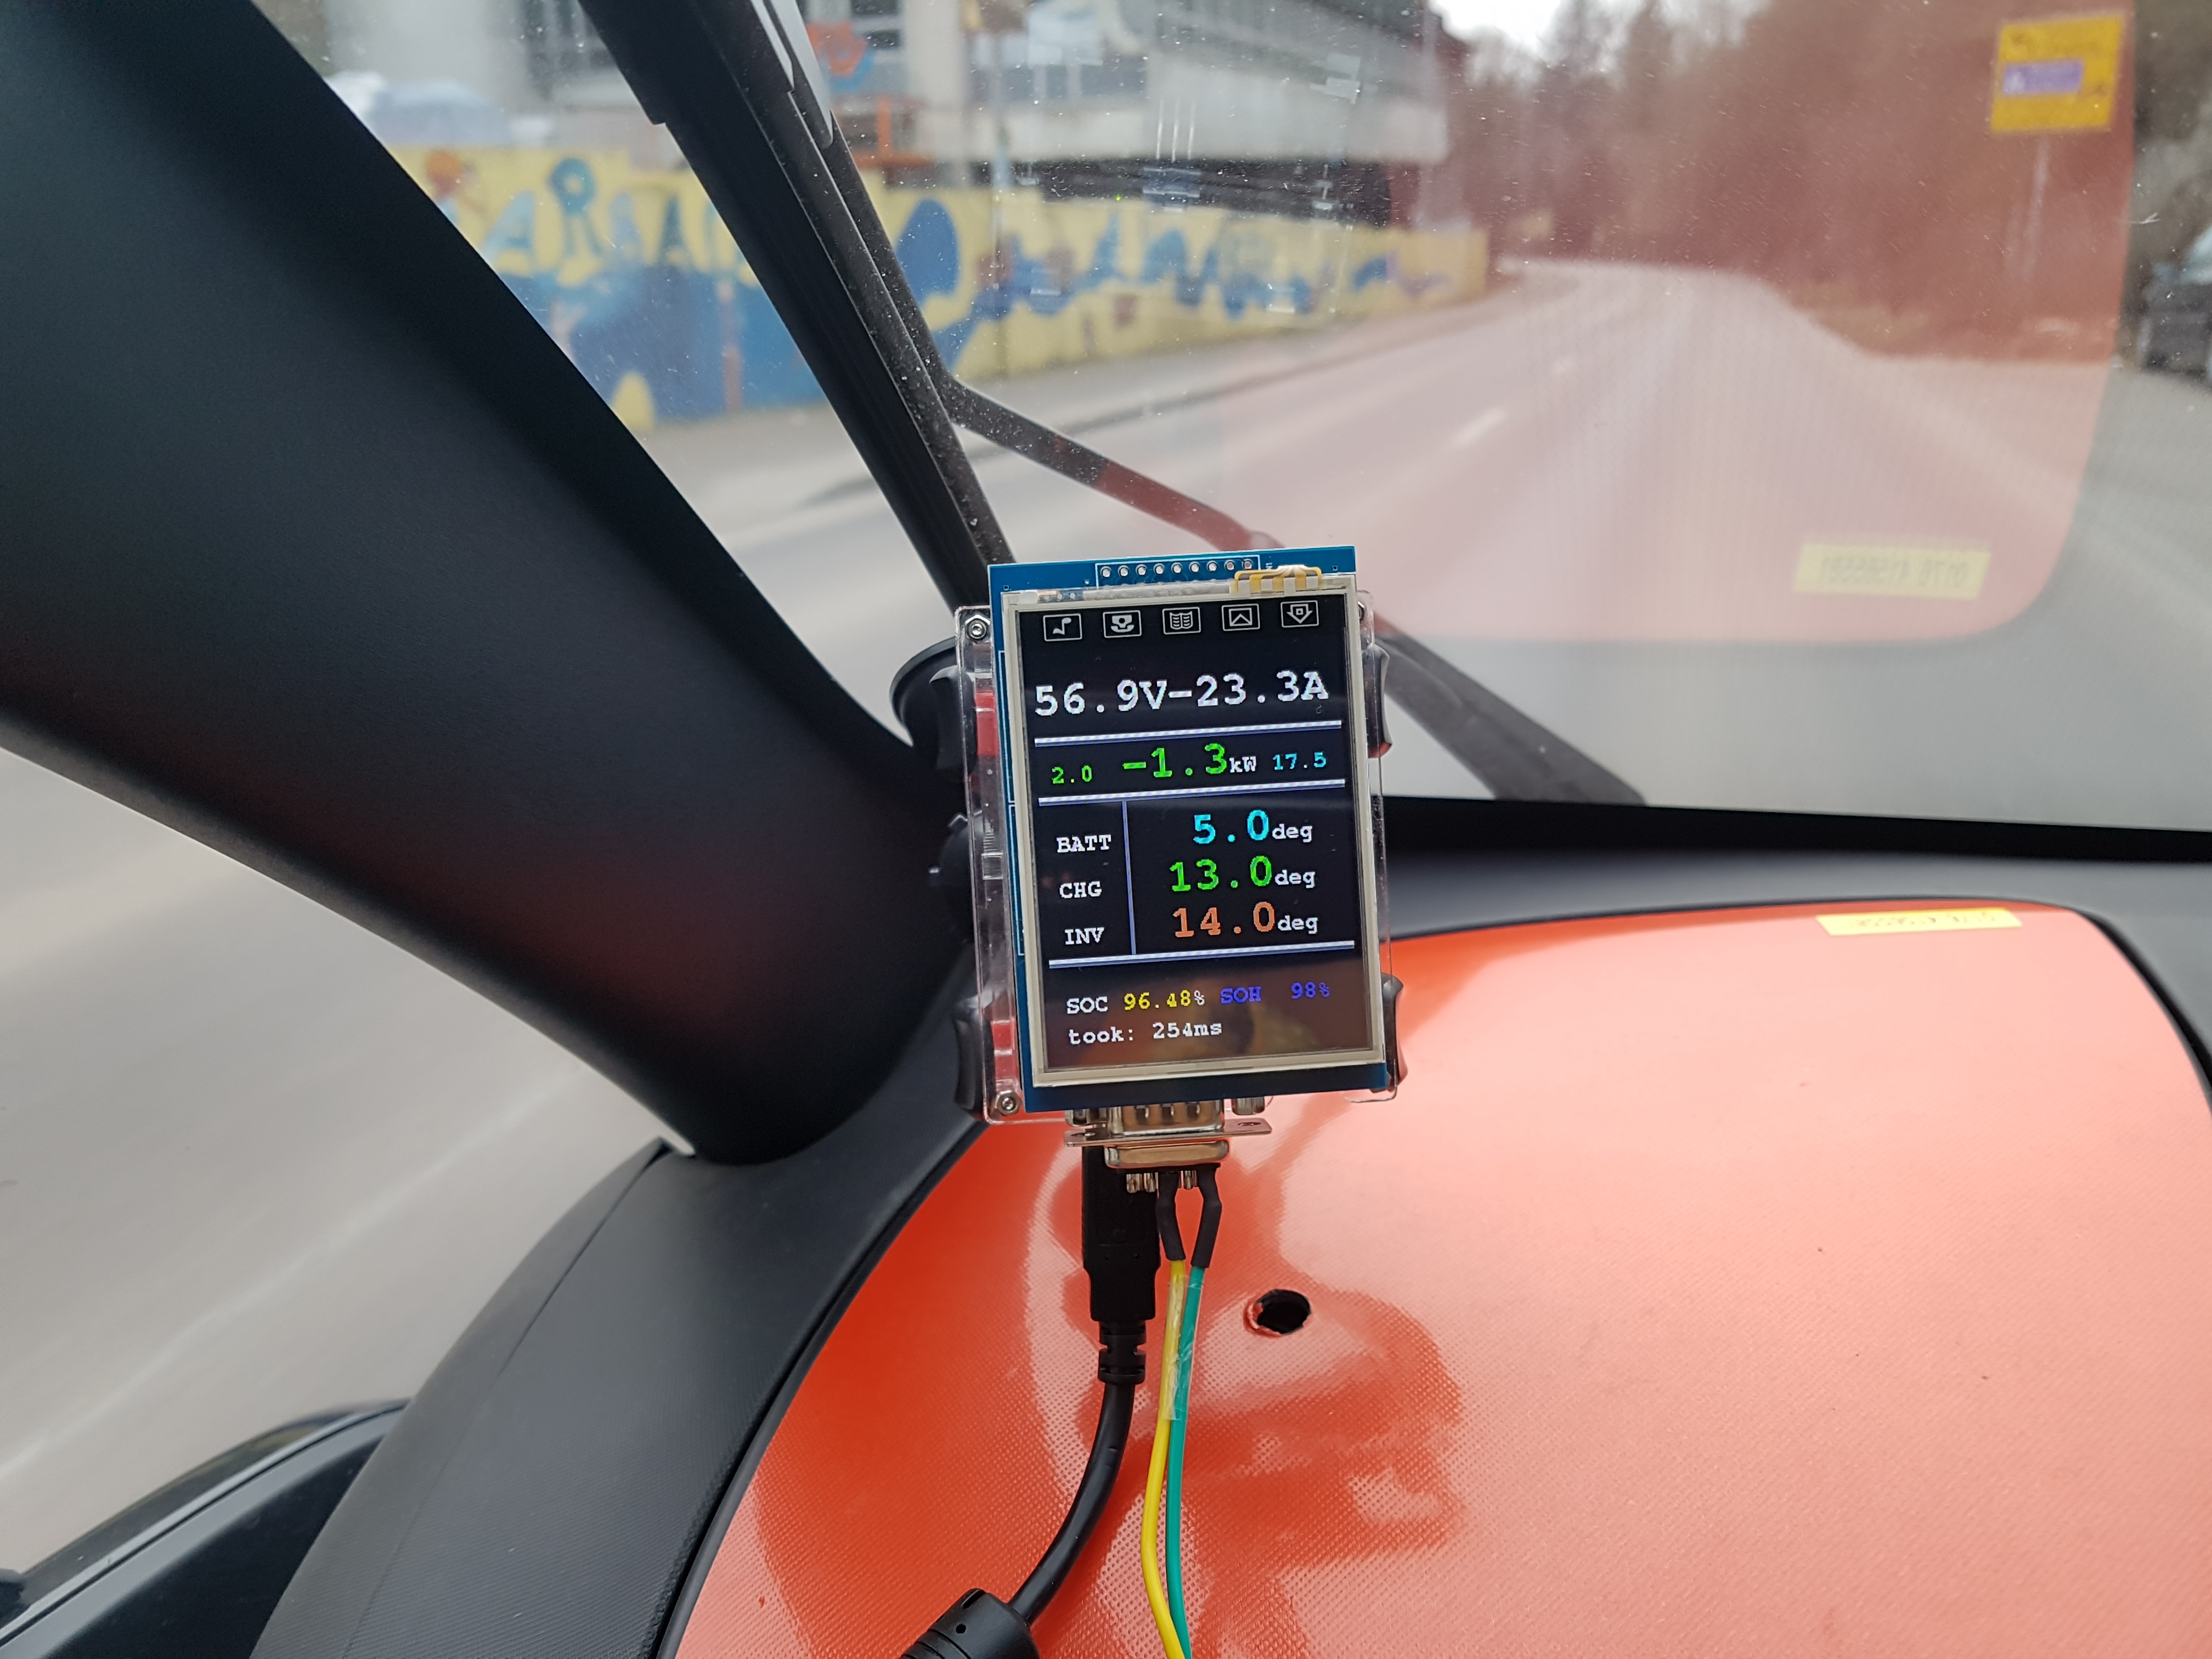 56.9V-23.3A
2.0 -1.3kW 17.5
BATT 5.0deg
CHG 13.0deg
INV 14.0deg
SOC 96.48% SOH 98%
took: 254ms